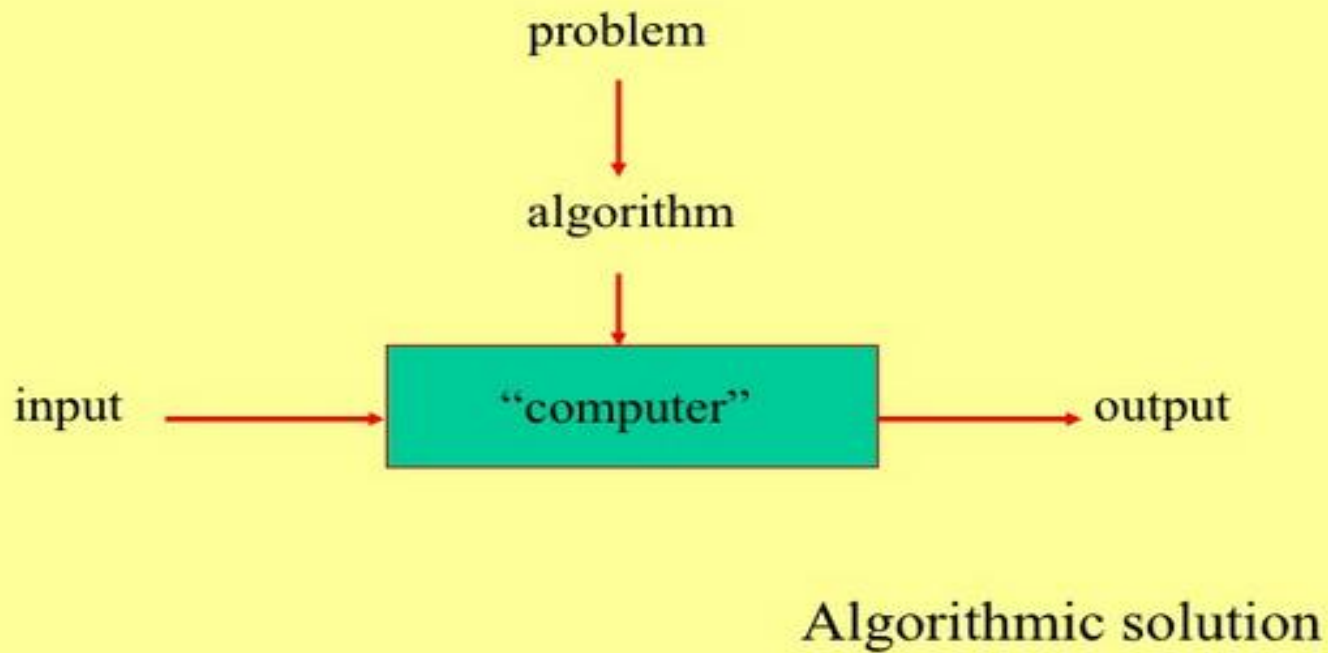 problem
algorithm
input “computer” output
Algorithmic solution